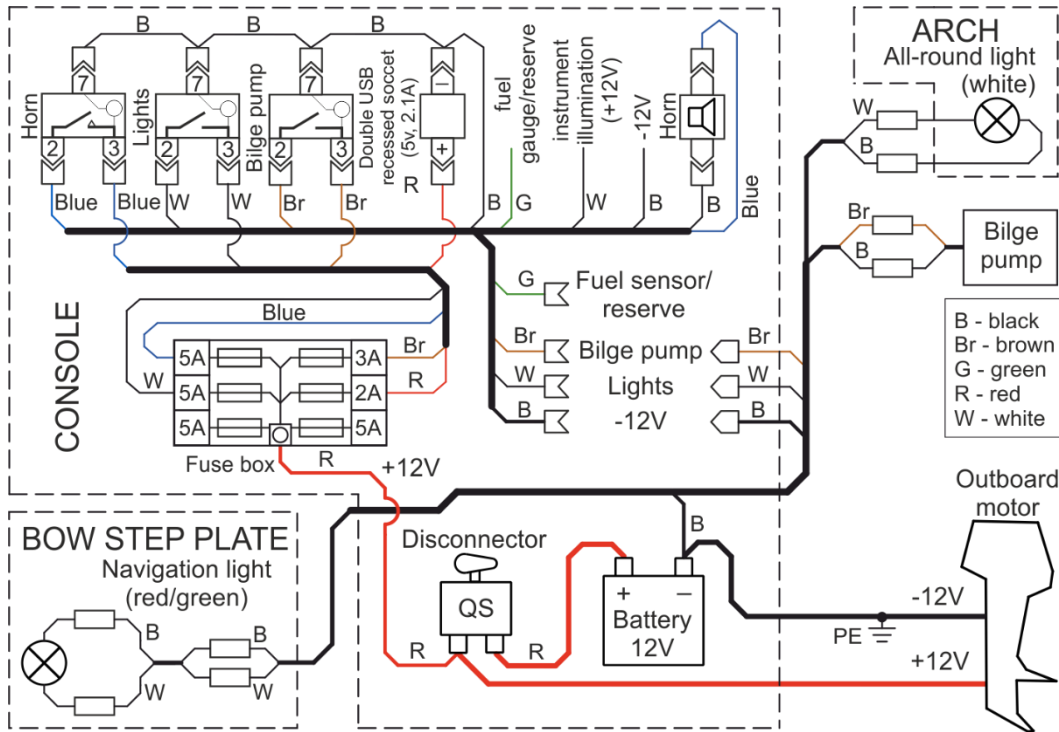 B
B
B
7
7
7
–
Horn
Lights
Bilge pump
Double USB
recessed soccet
(5v, 2.1A)
+
fuel
gauge/reserve
instrument
illumination
(+12V)
-12V
Horn
2
3
2
3
2
3
Blue
Blue
W
W
Br
Br
R
B
G
W
B
B
Blue
ARCH
All-round light
(white)
W
B
Br
B
Bilge
pump
B - black
Br - brown
G - green
R - red
W - white
CONSOLE
G
Fuel sensor/
reserve
Br
Bilge pump
Br
W
Lights
W
B
-12V
B
Blue
W
5A
3A
Br
5A
2A
R
5A
5A
Fuse box
R
+12V
BOW STEP PLATE
Navigation light
(red/green)
B
W
B
W
Disconnector
QS
R
R
B
+
–
Battery
12V
Outboard
motor
-12V
PE
+12V